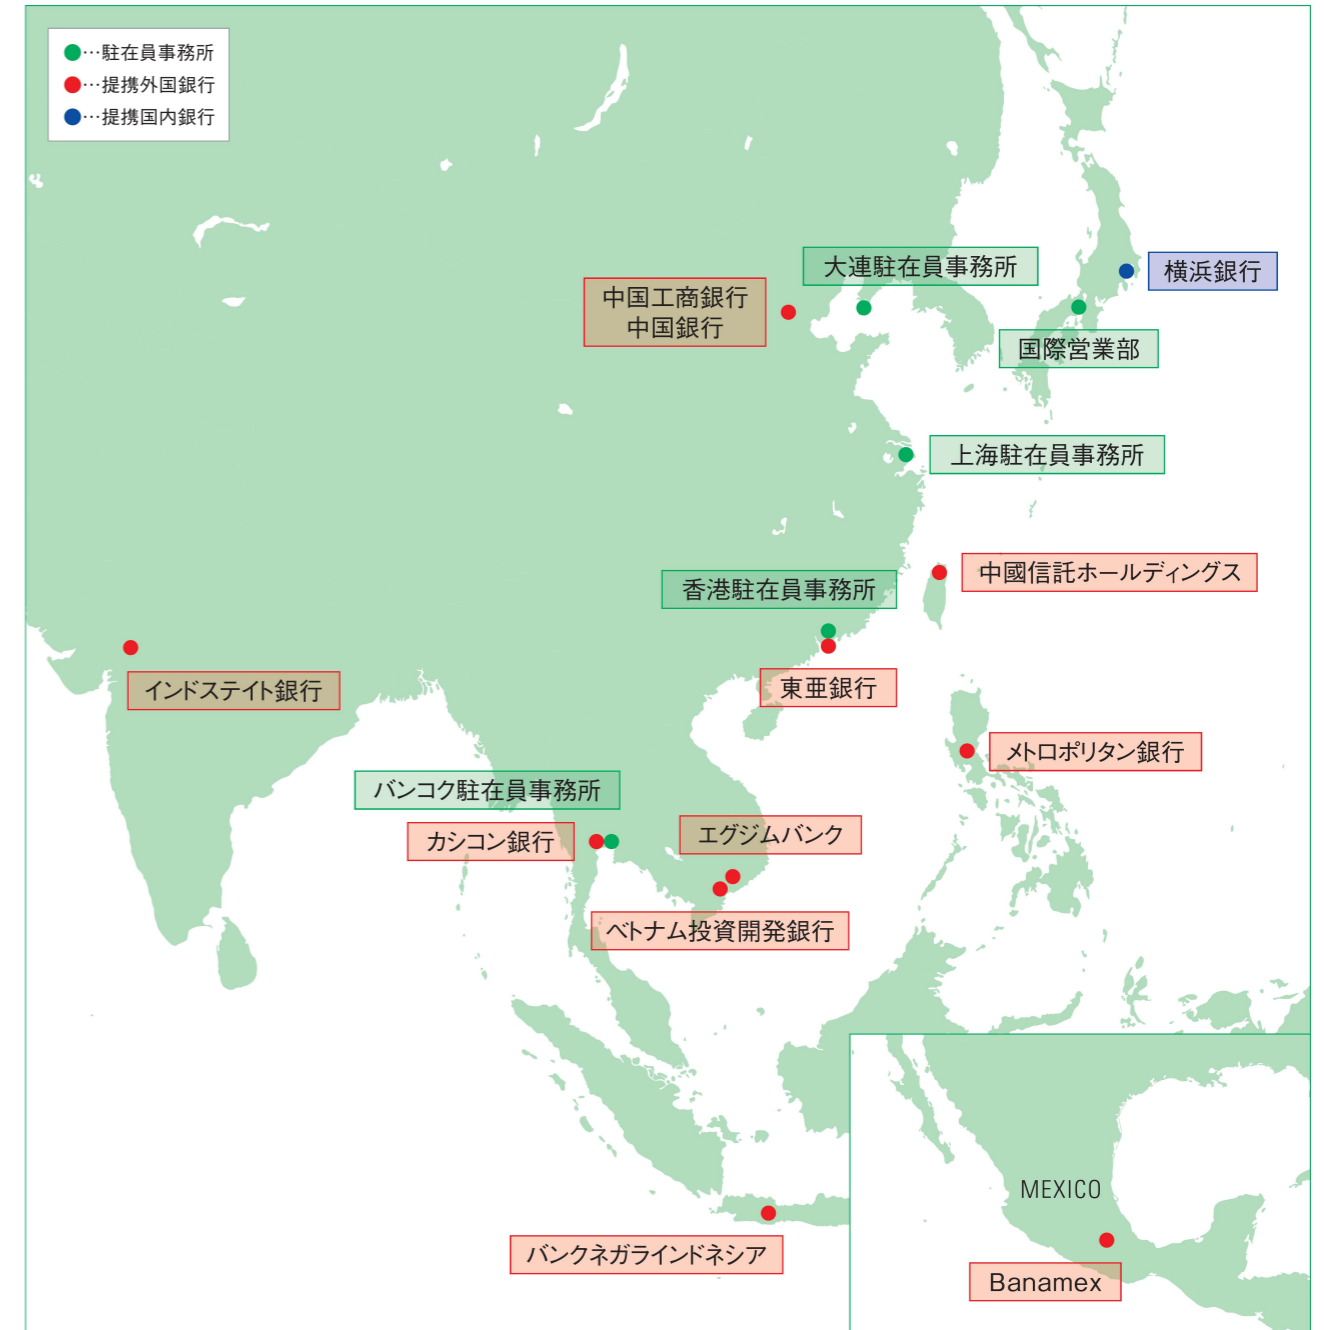 ●…駐在員事務所
●…提携外国銀行
●…提携国内銀行
大連駐在員事務所
横浜銀行
中国工商銀行
中国銀行
国際営業部
上海駐在員事務所
中國信託ホールディングス
香港駐在員事務所
東亜銀行
インドステイト銀行
メトロポリタン銀行
バンコク駐在員事務所
カシコン銀行
エグジムバンク
ベトナム投資開発銀行
MEXICO
バンクネガラインドネシア
Banamex